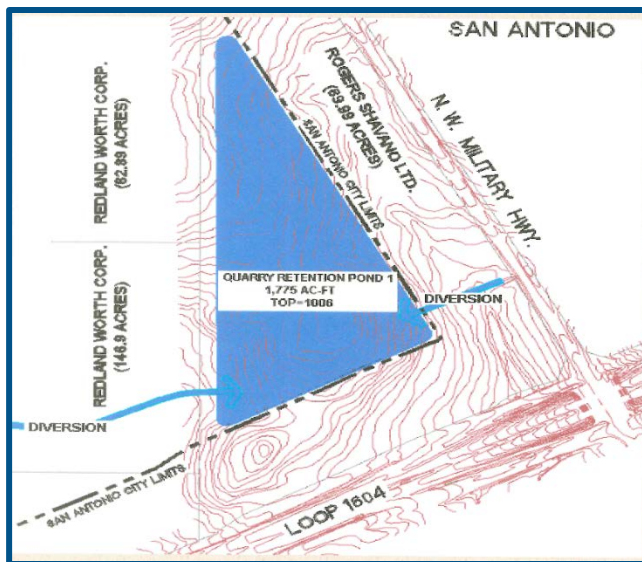 SAN ANTONIO
REDLAND WORTH CORP.
(62.89 ACRES)
ROGERS SHAVANO LTD.
(69.99 ACRES)
SAN ANTONIO CITY LIMITS
N. W. MILITARY HWY.
QUARRY RETENTION POND 1
1,775 AC-FT
TOP=1006
DIVERSION
REDLAND WORTH CORP.
(146.9 ACRES)
DIVERSION
SAN ANTONIO CITY LIMITS
LOOP 1604